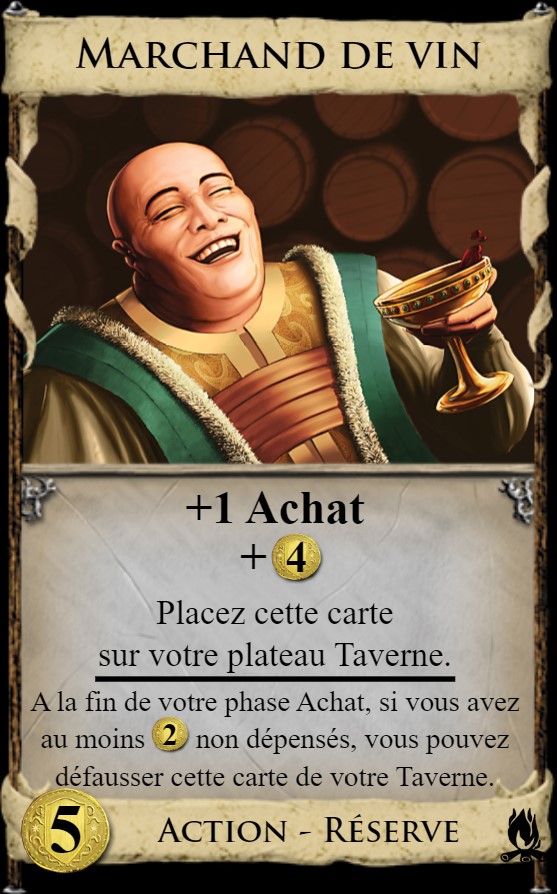 MARCHAND DE VIN
+1 Achat
+ 4
Placez cette carte
sur votre plateau Taverne.
A la fin de votre phase Achat, si vous avez
au moins 2 non dépensés, vous pouvez
défausser cette carte de votre Taverne.
5 ACTION - RÉSERVE